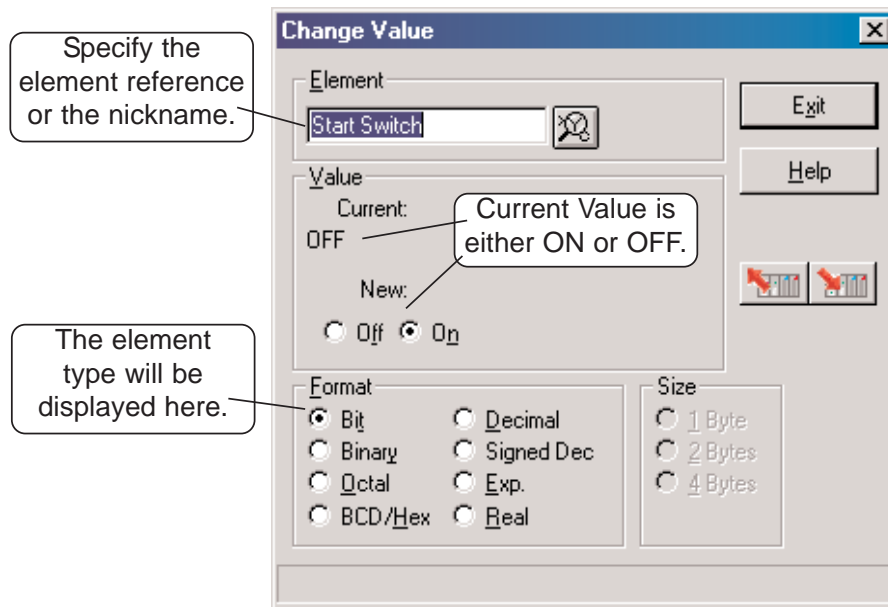 Change Value
Specify the
element reference
or the nickname.
Element
Start Switch
Exit
Help
Value
Current:
OFF
Current Value is
either ON or OFF.
New:
Off On
The element
type will be
displayed here.
Format
Bit Decimal
Binary Signed Dec
Octal Exp.
BCD/Hex Real
Size
1 Byte
2 Bytes
4 Bytes